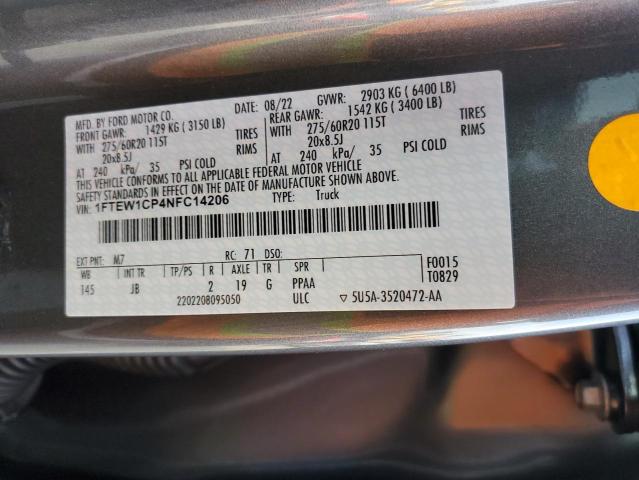 MFD. BY FORD MOTOR CO. DATE: 08/22 GVWR: 2903 KG ( 6400 LB)
FRONT GAWR: 1429 KG ( 3150 LB) REAR GAWR: 1542 KG ( 3400 LB)
WITH 275/60R20 115T TIRES WITH 275/60R20 115T TIRES
20x8.5J RIMS 20x8.5J RIMS
AT 240 kPa/ 35 PSI COLD AT 240 kPa/ 35 PSI COLD
THIS VEHICLE CONFORMS TO ALL APPLICABLE FEDERAL MOTOR VEHICLE
SAFETY STANDARDS IN EFFECT ON THE DATE OF MANUFACTURE SHOWN ABOVE.
VIN: 1FTEW1CP4NFC14206 TYPE: Truck
EXT PNT: M7 RC: 71 DSO: F0015
WB INT TR TP/PS R AXLE TR SPR T0829
145 JB 2 19 G PPAA
2202208095050 ULC ▽ 5U5A-3520472-AA